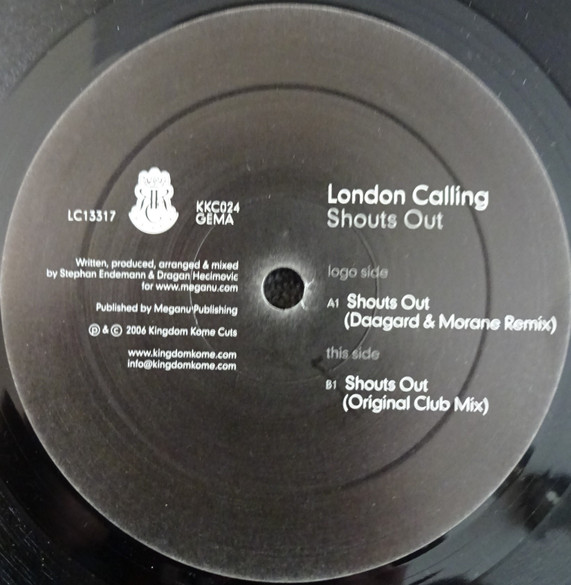 LC13317
KKC024
GEMA
Written, produced, arranged & mixed
by Stephan Endemann & Dragan Hecimovic
for www.meganu.com
Published by Meganu Publishing
Ⓟ & © 2006 Kingdom Kome Cuts
www.kingdomkome.com
info@kingdomkome.com
London Calling
Shouts Out
logo side
A1 Shouts Out
(Daagard & Morane Remix)
this side
B1 Shouts Out
(Original Club Mix)